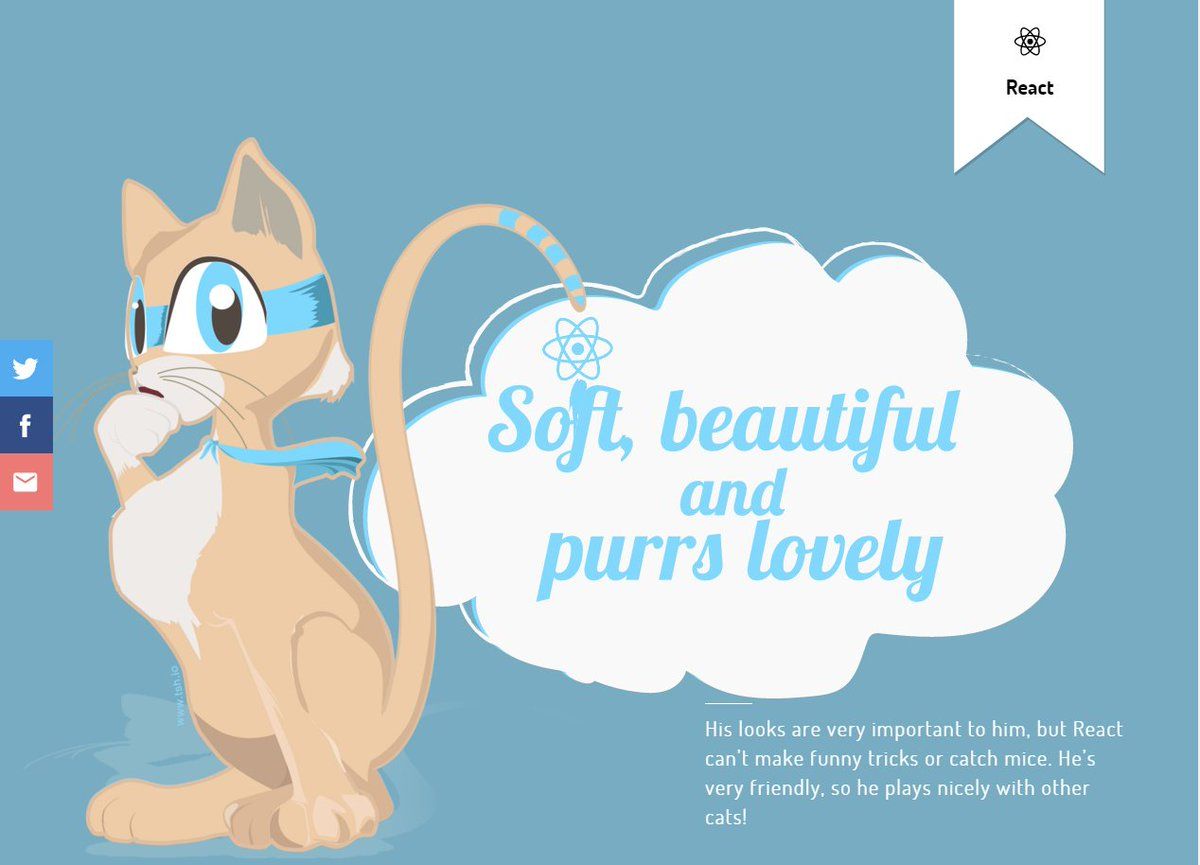 React
Soft, beautiful
and
purrs lovely
www.tsh.io
His looks are very important to him, but React
can't make funny tricks or catch mice. He's
very friendly, so he plays nicely with other
cats!